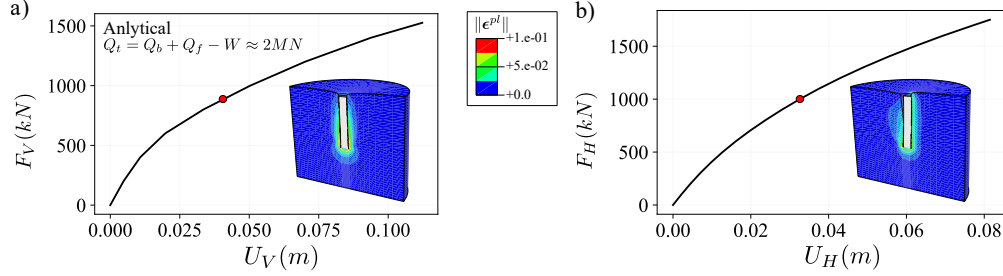 a)
Anlytical
Q_t = Q_b + Q_f − W ≈ 2MN
1500
1000
500
0
F_V(kN)
0.000 0.025 0.050 0.075 0.100
U_V(m)
‖ϵ^{pl}‖
+1.e-01
+5.e-02
+0.0
b)
1500
1000
500
0
F_H(kN)
0.00 0.02 0.04 0.06 0.08
U_H(m)